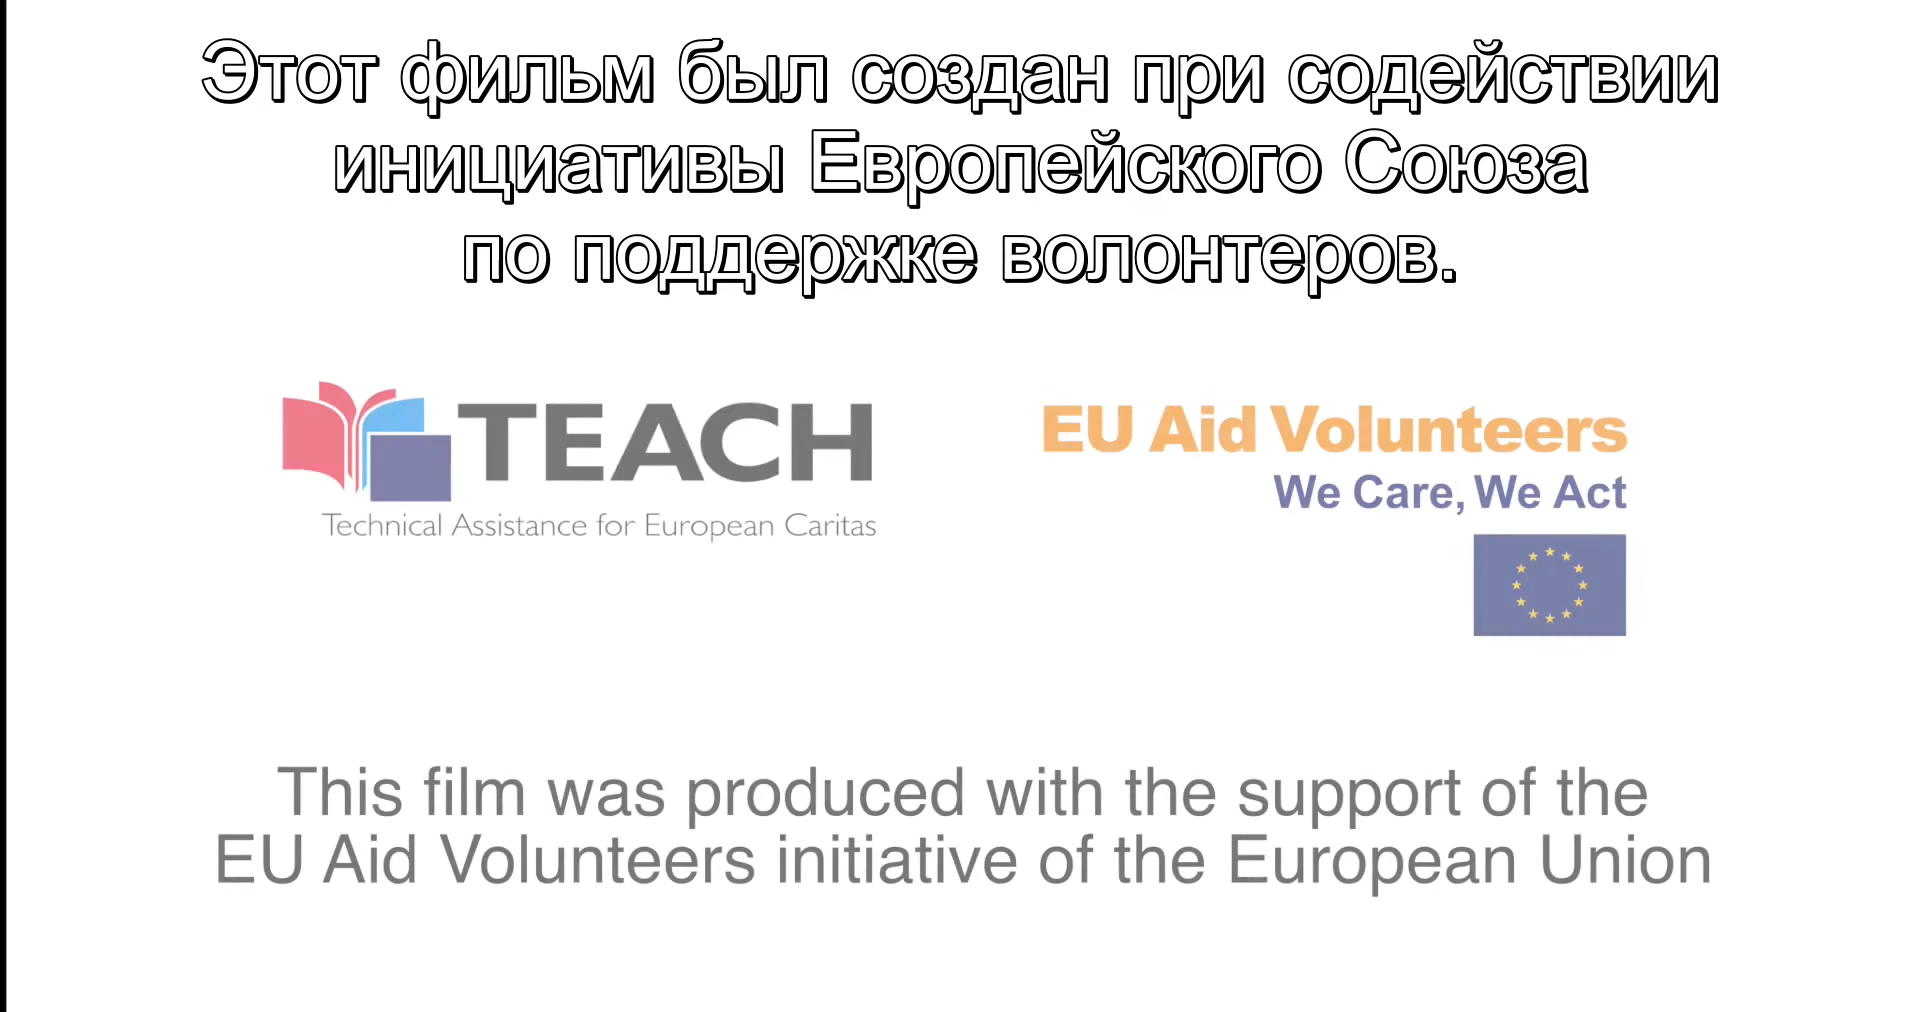 Этот фильм был создан при содействии
инициативы Европейского Союза
по поддержке волонтеров.
TEACH
Technical Assistance for European Caritas
EU Aid Volunteers
We Care, We Act
This film was produced with the support of the
EU Aid Volunteers initiative of the European Union